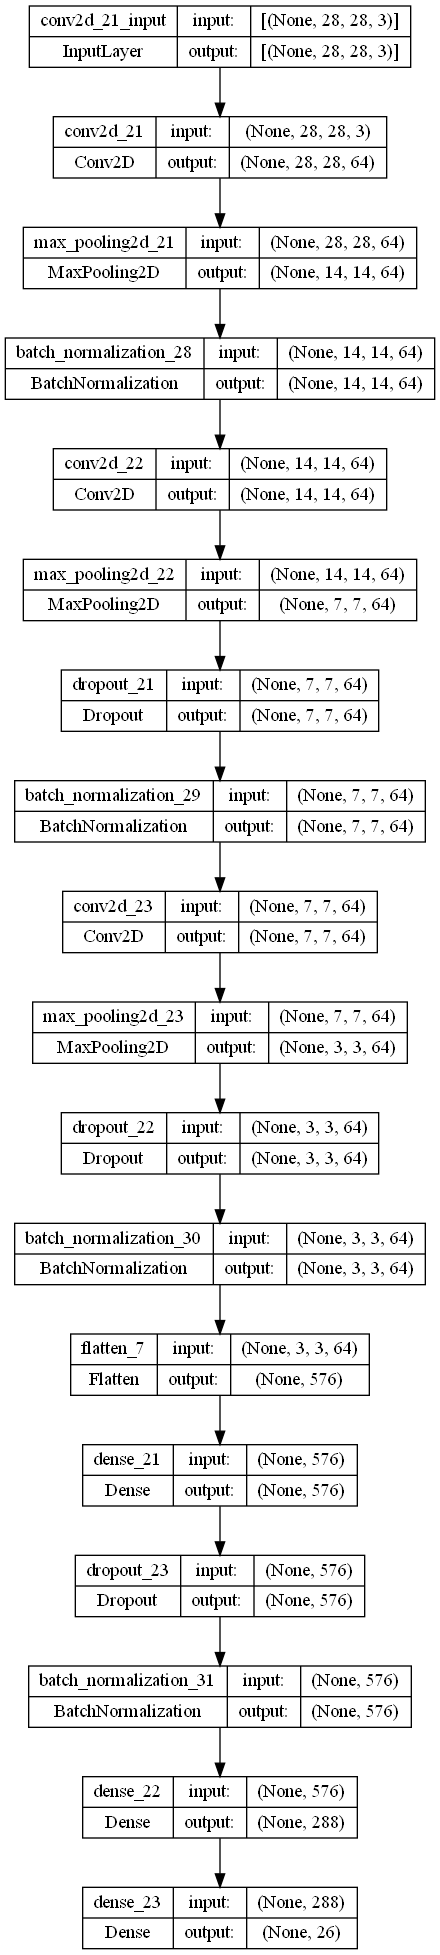 conv2d_21_input input: [(None, 28, 28, 3)]
InputLayer output: [(None, 28, 28, 3)]
conv2d_21 input: (None, 28, 28, 3)
Conv2D output: (None, 28, 28, 64)
max_pooling2d_21 input: (None, 28, 28, 64)
MaxPooling2D output: (None, 14, 14, 64)
batch_normalization_28 input: (None, 14, 14, 64)
BatchNormalization output: (None, 14, 14, 64)
conv2d_22 input: (None, 14, 14, 64)
Conv2D output: (None, 14, 14, 64)
max_pooling2d_22 input: (None, 14, 14, 64)
MaxPooling2D output: (None, 7, 7, 64)
dropout_21 input: (None, 7, 7, 64)
Dropout output: (None, 7, 7, 64)
batch_normalization_29 input: (None, 7, 7, 64)
BatchNormalization output: (None, 7, 7, 64)
conv2d_23 input: (None, 7, 7, 64)
Conv2D output: (None, 7, 7, 64)
max_pooling2d_23 input: (None, 7, 7, 64)
MaxPooling2D output: (None, 3, 3, 64)
dropout_22 input: (None, 3, 3, 64)
Dropout output: (None, 3, 3, 64)
batch_normalization_30 input: (None, 3, 3, 64)
BatchNormalization output: (None, 3, 3, 64)
flatten_7 input: (None, 3, 3, 64)
Flatten output: (None, 576)
dense_21 input: (None, 576)
Dense output: (None, 576)
dropout_23 input: (None, 576)
Dropout output: (None, 576)
batch_normalization_31 input: (None, 576)
BatchNormalization output: (None, 576)
dense_22 input: (None, 576)
Dense output: (None, 288)
dense_23 input: (None, 288)
Dense output: (None, 26)